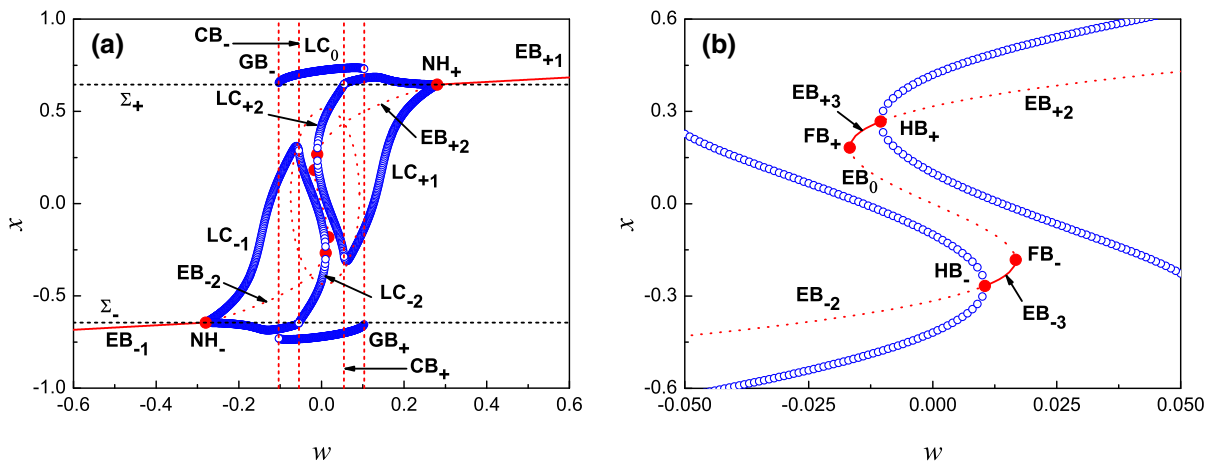 (a)
CB-
LC0
GB-
NH+
EB+1
Σ+
LC+2
EB+2
LC+1
LC-1
EB-2
LC-2
Σ-
EB-1
NH-
GB+
CB+
1.0
0.5
0.0
-0.5
-1.0
x
-0.6
-0.4
-0.2
0.0
0.2
0.4
0.6
w
(b)
EB+3
EB+2
FB+
HB+
EB0
HB-
FB-
EB-2
EB-3
0.6
0.3
0.0
-0.3
-0.6
x
-0.050
-0.025
0.000
0.025
0.050
w